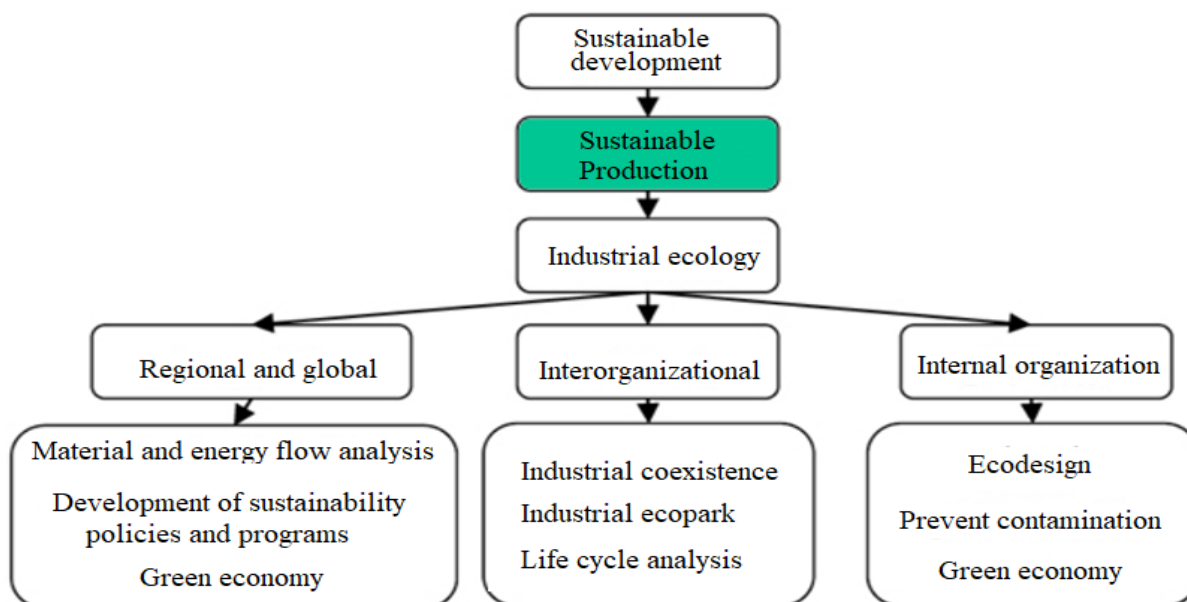 Sustainable
development
Sustainable
Production
Industrial ecology
Regional and global
Interorganizational
Internal organization
Material and energy flow analysis
Development of sustainability
policies and programs
Green economy
Industrial coexistence
Industrial ecopark
Life cycle analysis
Ecodesign
Prevent contamination
Green economy